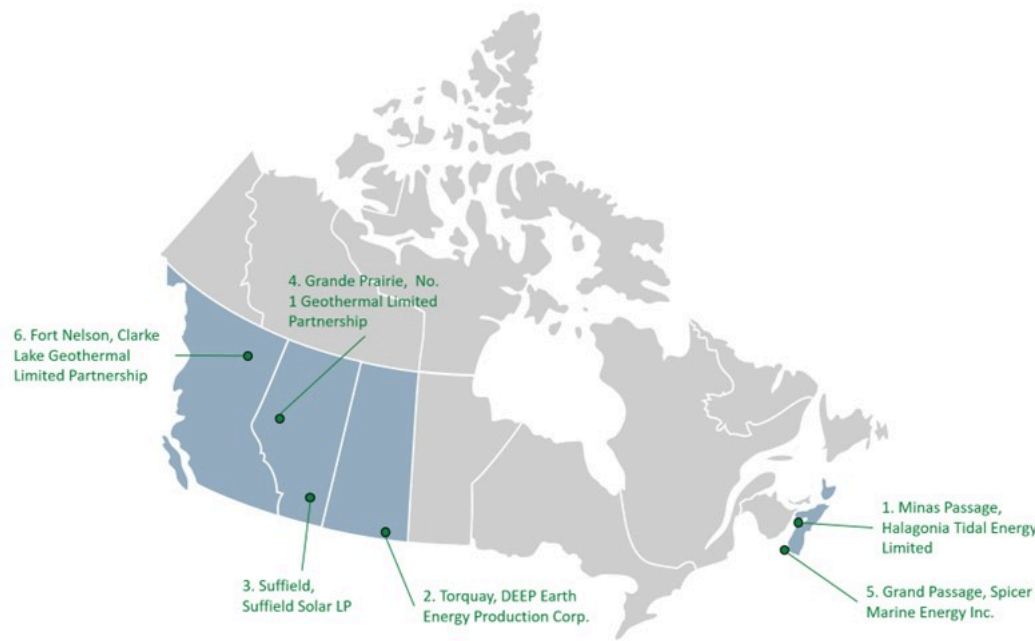 4. Grande Prairie, No.
1 Geothermal Limited
Partnership
6. Fort Nelson, Clarke
Lake Geothermal
Limited Partnership
3. Suffield,
Suffield Solar LP
2. Torquay, DEEP Earth
Energy Production Corp.
1. Minas Passage,
Halagonia Tidal Energy
Limited
5. Grand Passage, Spicer
Marine Energy Inc.